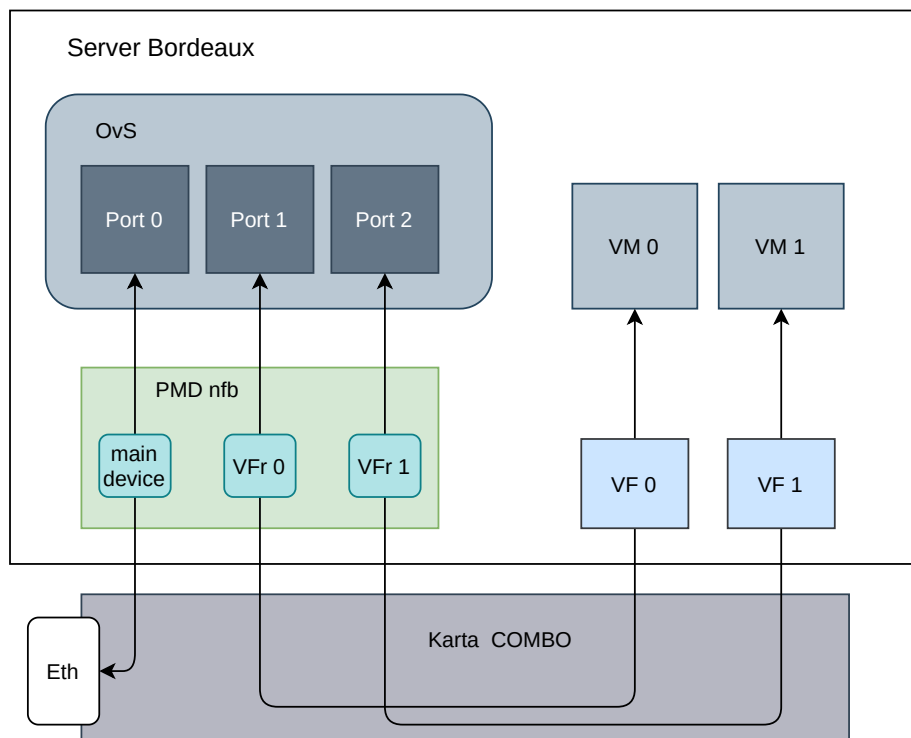 Server Bordeaux
OvS
Port 0
Port 1
Port 2
VM 0
VM 1
PMD nfb
main
device
VFr 0
VFr 1
VF 0
VF 1
Karta COMBO
Eth